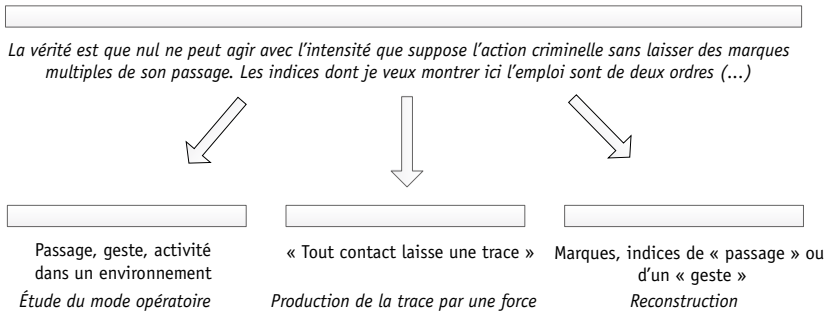 La vérité est que nul ne peut agir avec l'intensité que suppose l'action criminelle sans laisser des marques
multiples de son passage. Les indices dont je veux montrer ici l'emploi sont de deux ordres (...)
Passage, geste, activité
dans un environnement
Étude du mode opératoire
« Tout contact laisse une trace »
Production de la trace par une force
Marques, indices de « passage » ou
d'un « geste »
Reconstruction